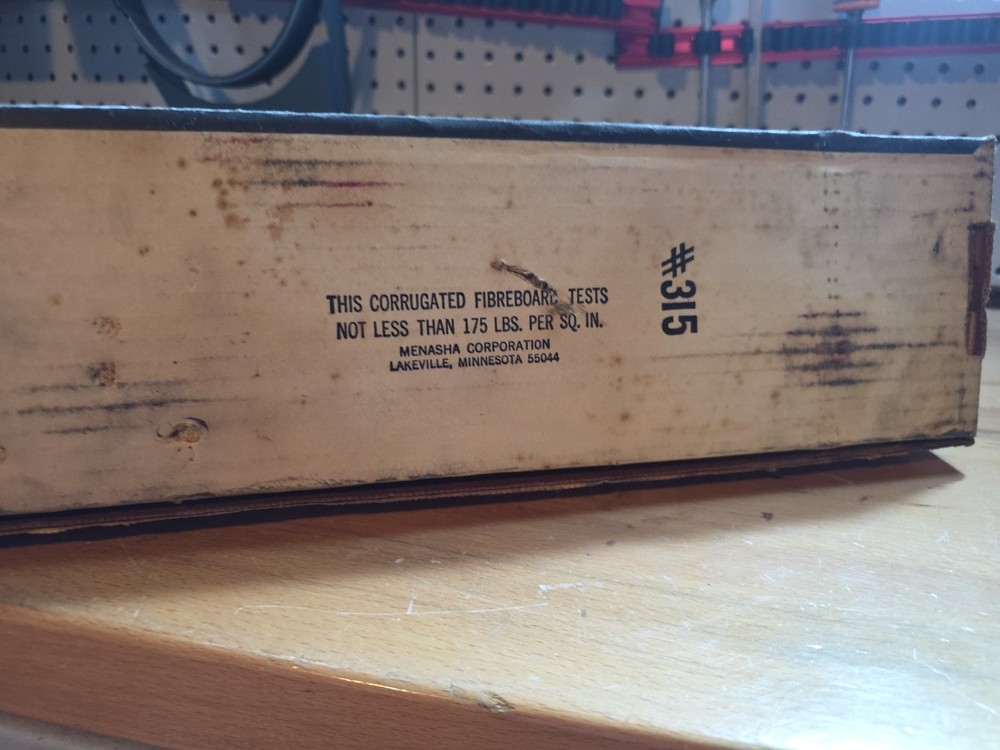 THIS CORRUGATED FIBREBOARD TESTS
NOT LESS THAN 175 LBS. PER SQ. IN.
MENASHA CORPORATION
LAKEVILLE, MINNESOTA 55044
#315